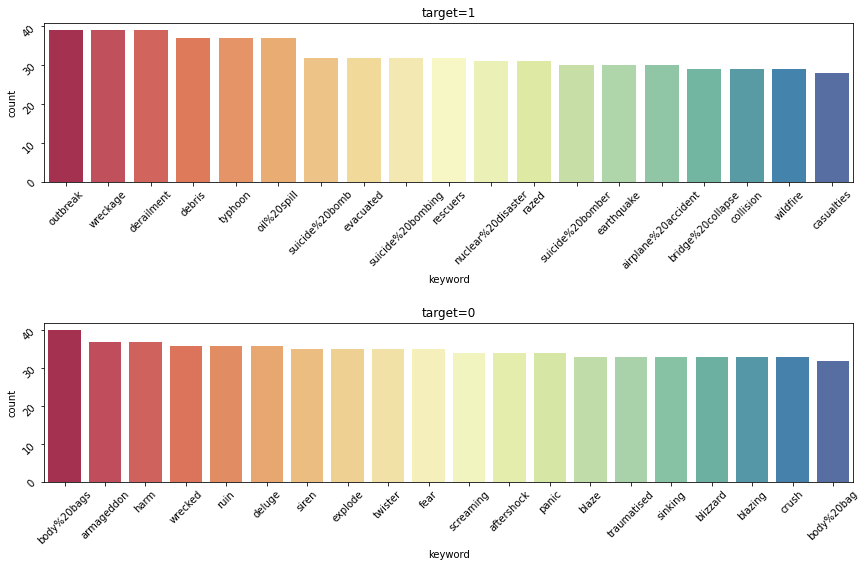 target=1
count
40
30
20
10
0
outbreak
wreckage
derailment
debris
typhoon
oil%20spill
suicide%20bomb
evacuated
suicide%20bombing
rescuers
nuclear%20disaster
razed
suicide%20bomber
earthquake
airplane%20accident
bridge%20collapse
collision
wildfire
casualties
keyword
target=0
count
40
30
20
10
0
body%20bags
armageddon
harm
wrecked
ruin
deluge
siren
explode
twister
fear
screaming
aftershock
panic
blaze
traumatised
sinking
blizzard
blazing
crush
body%20bag
keyword